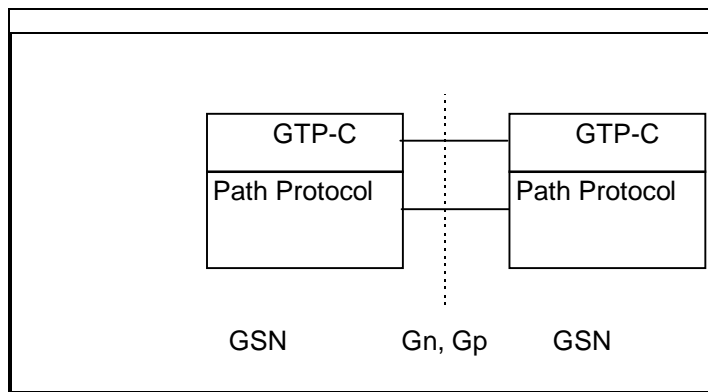 GTP-C GTP-C
Path Protocol Path Protocol
GSN Gn, Gp GSN